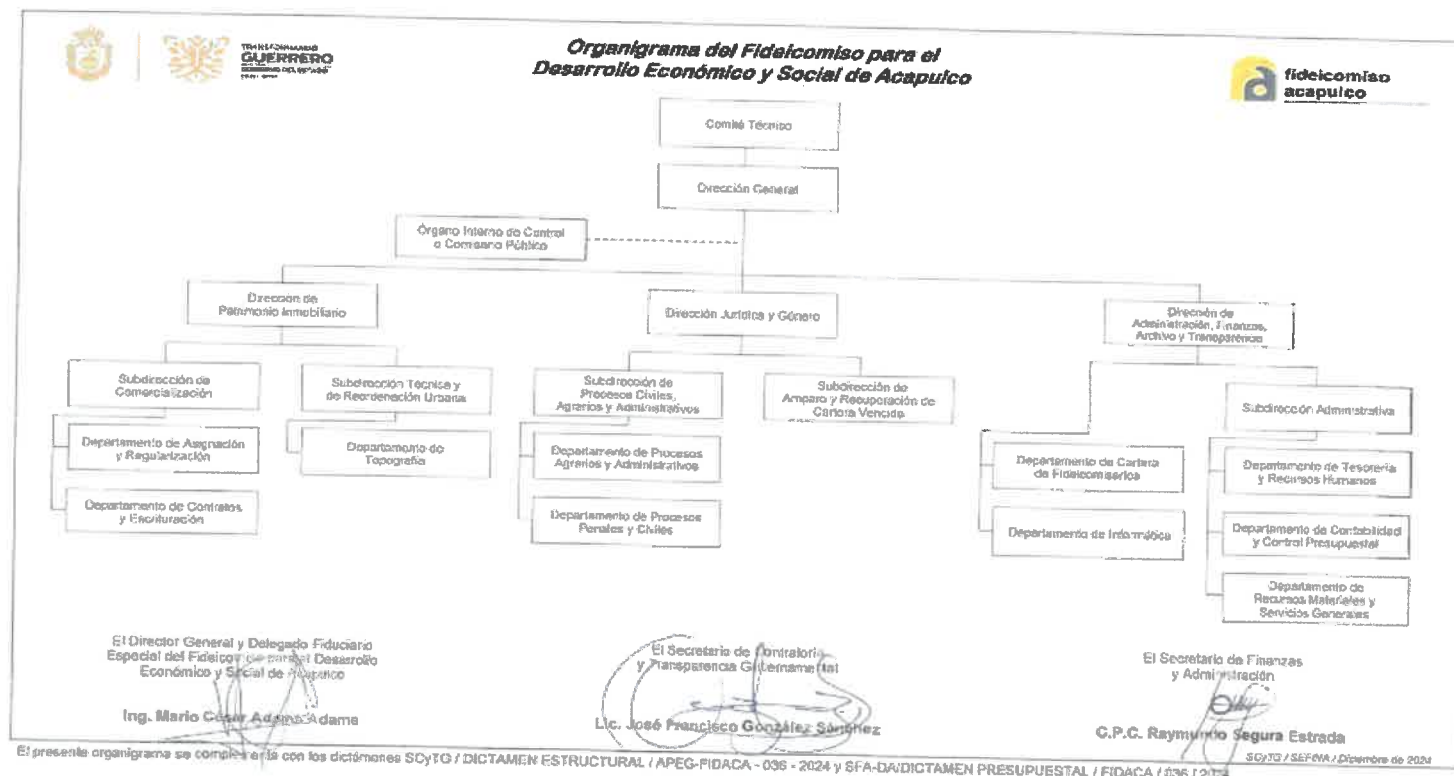 TRANSFORMANDO
GUERRERO
GOBIERNO DEL ESTADO
Organigrama del Fideicomiso para el
Desarrollo Económico y Social de Acapulco
fideicomiso
acapulco
Comité Técnico
Dirección General
Órgano Interno de Control
o Comisario Público
Dirección de
Patrimonio Inmobiliario
Dirección Jurídica y Género
Dirección de
Administración, Finanzas,
Archivo y Transparencia
Subdirección de
Comercialización
Subdirección Técnica y
de Reordenación Urbana
Subdirección de
Procesos Civiles,
Agrarios y Administrativos
Subdirección de
Amparo y Recuperación de
Cartera Vencida
Subdirección Administrativa
Departamento de Asignación
y Regularización
Departamento de
Topografía
Departamento de Procesos
Agrarios y Administrativos
Departamento de Cartera
de Fideicomisarios
Departamento de Tesorería
y Recursos Humanos
Departamento de Contratos
y Escrituración
Departamento de Procesos
Penales y Civiles
Departamento de Informática
Departamento de Contabilidad
y Control Presupuestal
Departamento de
Recursos Materiales y
Servicios Generales
El Director General y Delegado Fiduciario
Especial del Fideicomiso para el Desarrollo
Económico y Social de Acapulco
Ing. Mario César Adame Adame
El Secretario de Contraloría
y Transparencia Gubernamental
Lic. José Francisco González Sánchez
El Secretario de Finanzas
y Administración
C.P.C. Raymundo Segura Estrada
SCyTG / SEFINA / Diciembre de 2024
El presente organigrama se complementa con los dictámenes SCyTG / DICTAMEN ESTRUCTURAL / APEG-FIDACA - 036 - 2024 y SFA-DA/DICTAMEN PRESUPUESTAL / FIDACA / 036 / 2024